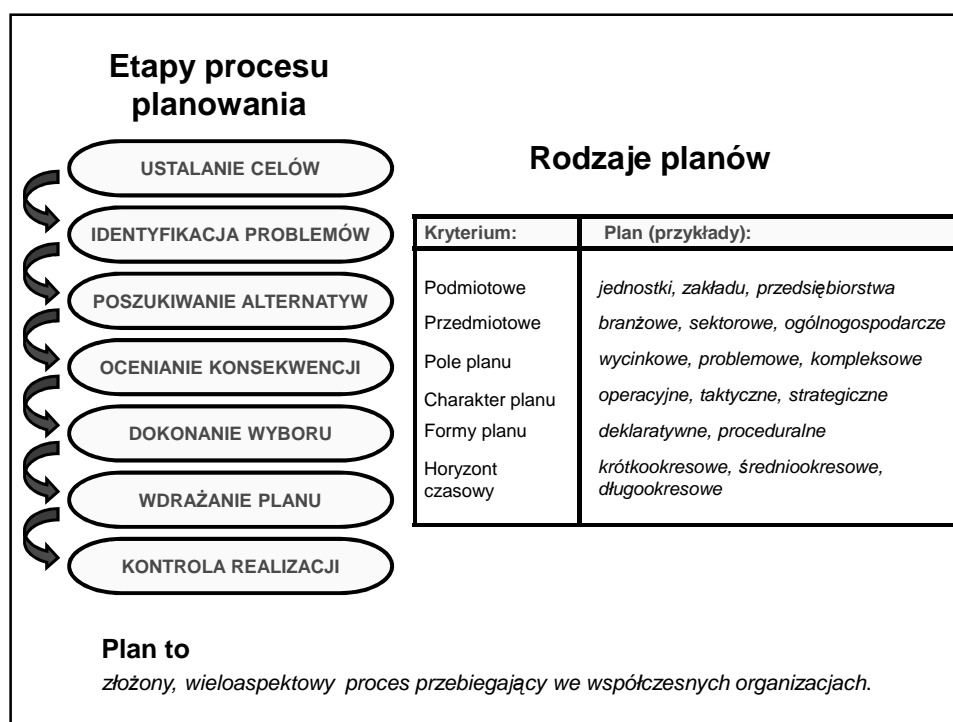 Etapy procesu
planowania
USTALANIE CELÓW
IDENTYFIKACJA PROBLEMÓW
POSZUKIWANIE ALTERNATYW
OCENIANIE KONSEKWENCJI
DOKONANIE WYBORU
WDRAŻANIE PLANU
KONTROLA REALIZACJI
Rodzaje planów
Kryterium: Plan (przykłady):
Podmiotowe jednostki, zakładu, przedsiębiorstwa
Przedmiotowe branżowe, sektorowe, ogólnogospodarcze
Pole planu wycinkowe, problemowe, kompleksowe
Charakter planu operacyjne, taktyczne, strategiczne
Formy planu deklaratywne, proceduralne
Horyzont krótkookresowe, średniookresowe,
czasowy długookresowe
Plan to
złożony, wieloaspektowy proces przebiegający we współczesnych organizacjach.